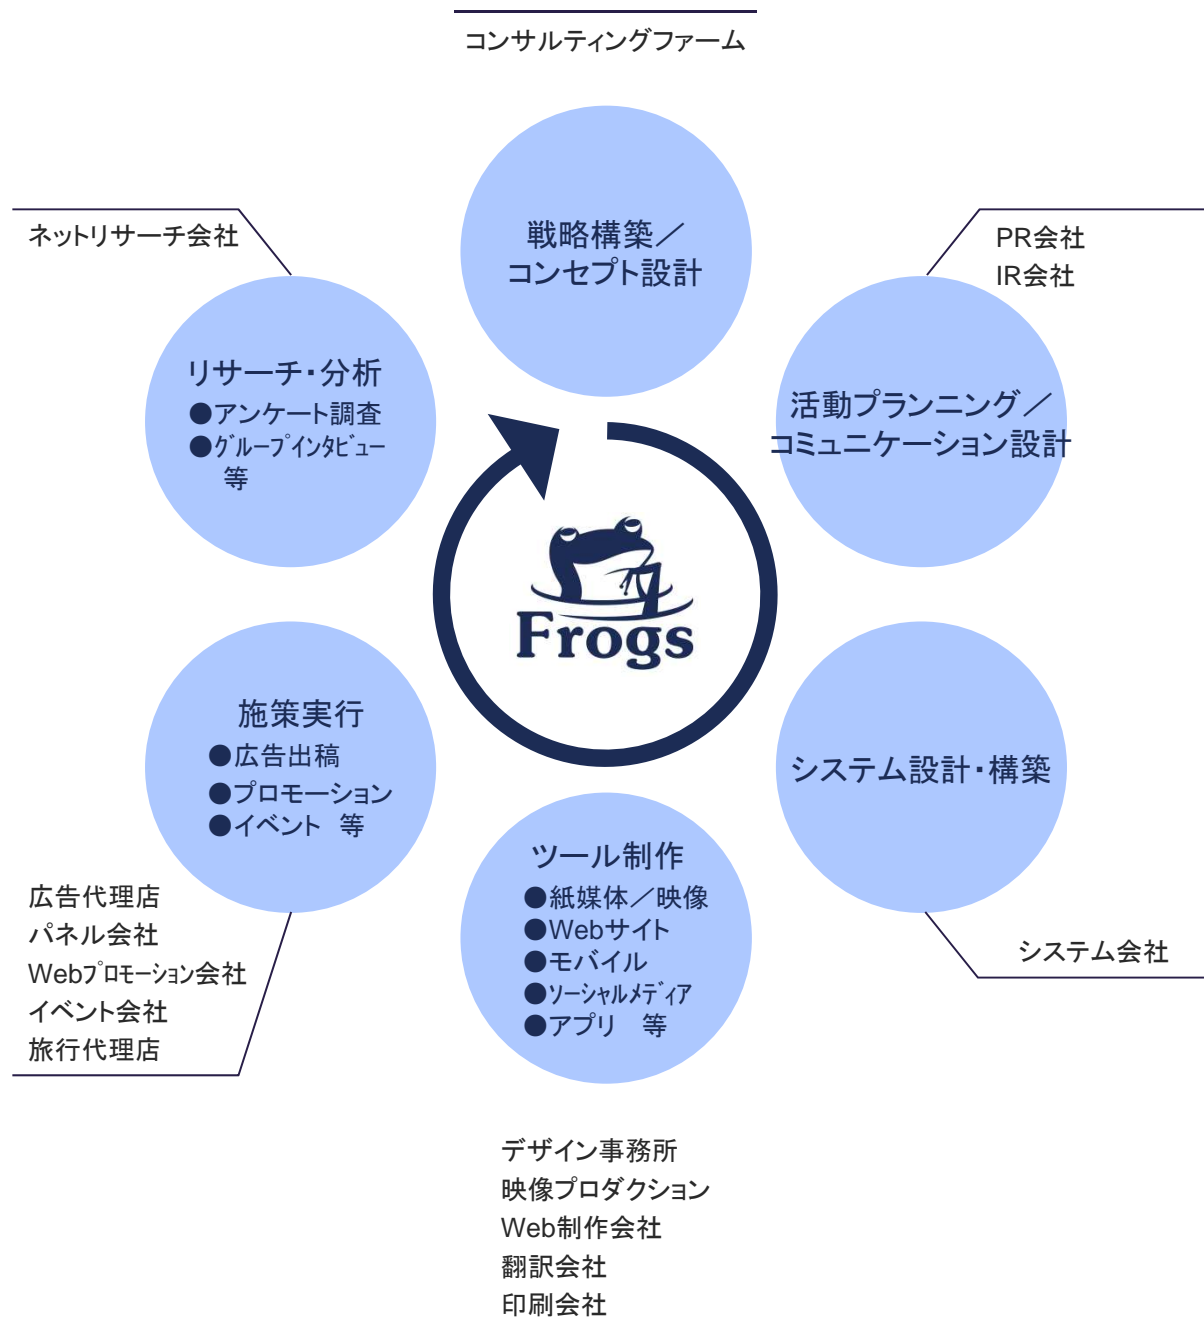 コンサルティングファーム
戦略構築／
コンセプト設計
ネットリサーチ会社
リサーチ・分析
●アンケート調査
●ｸﾞﾙｰﾌﾟｲﾝﾀﾋﾞｭｰ
等
PR会社
IR会社
活動プランニング／
コミュニケーション設計
Frogs
施策実行
●広告出稿
●プロモーション
●イベント　等
システム設計・構築
ツール制作
●紙媒体／映像
●Webサイト
●モバイル
●ｿｰｼｬﾙﾒﾃﾞｨｱ
●アプリ　等
広告代理店
パネル会社
Webﾌﾟﾛﾓｰｼｮﾝ会社
イベント会社
旅行代理店
システム会社
デザイン事務所
映像プロダクション
Web制作会社
翻訳会社
印刷会社